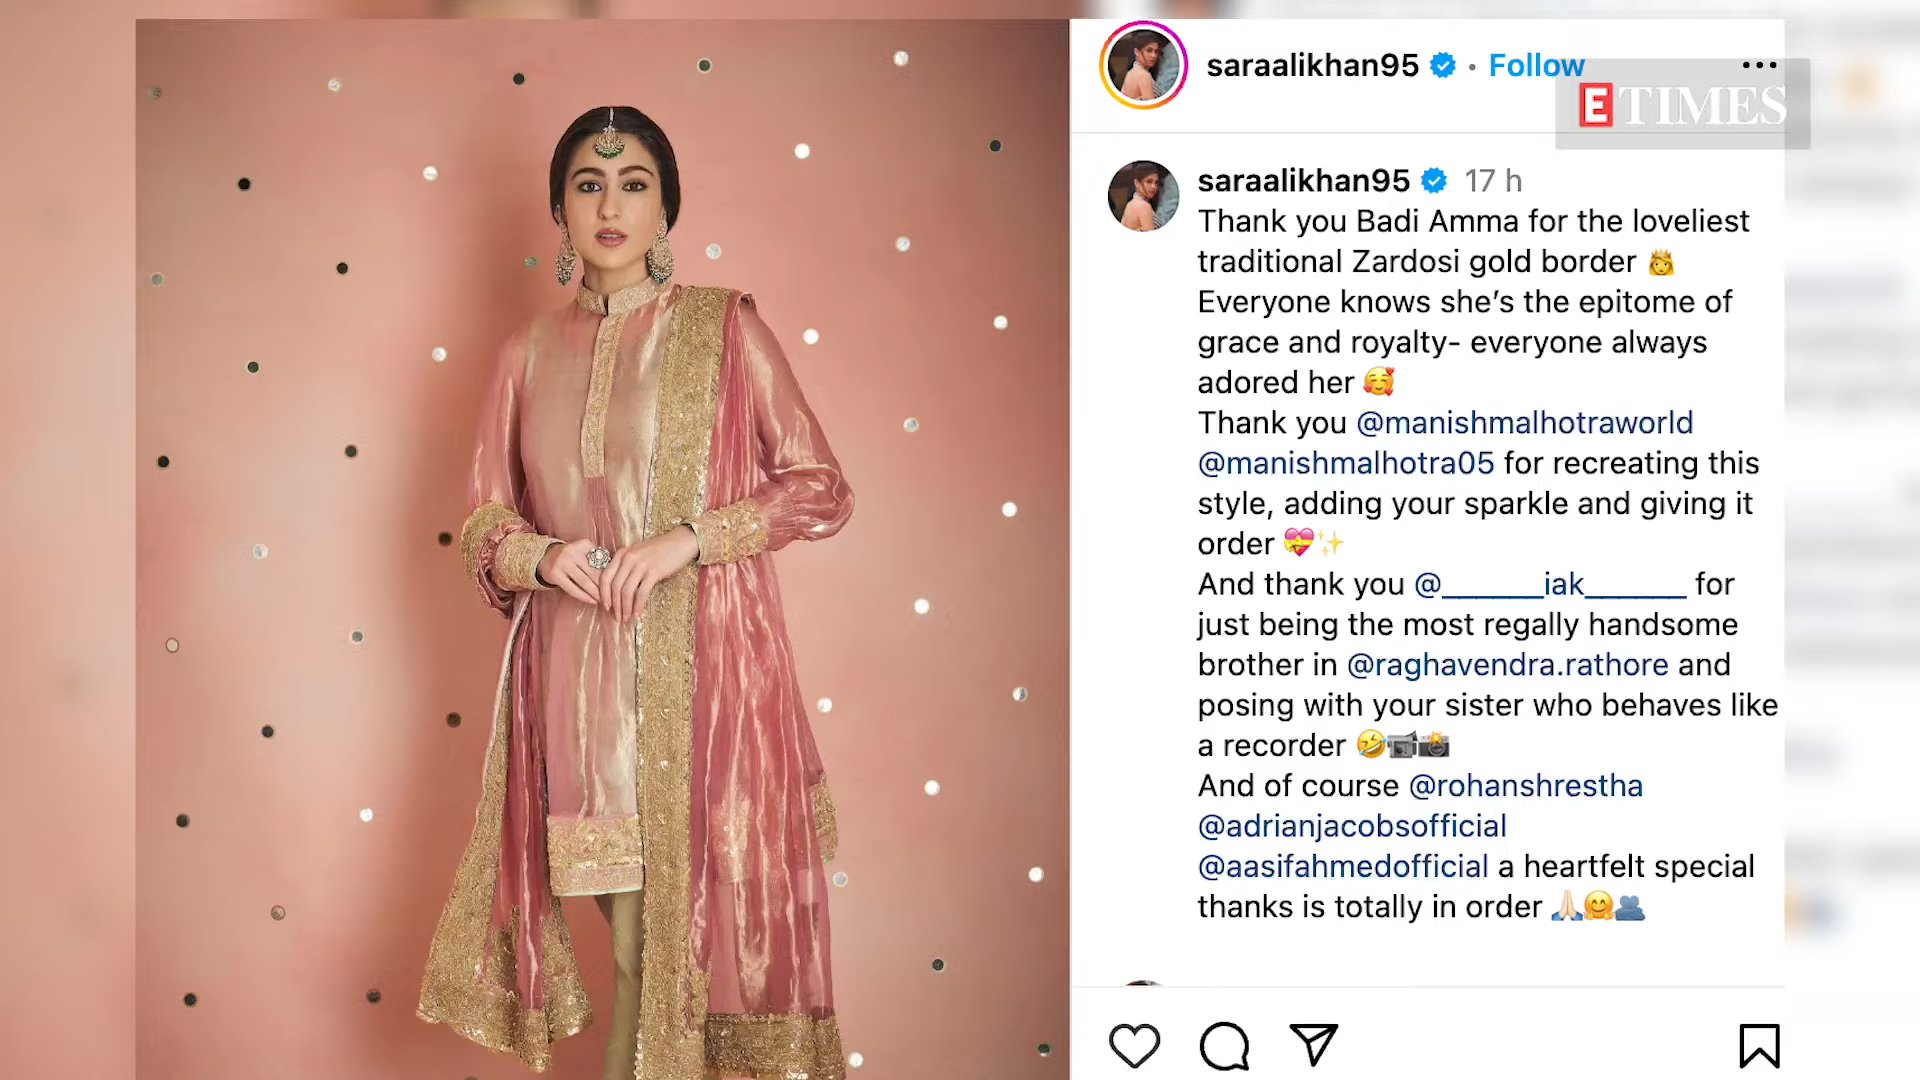 saraalikhan95 • Follow
E TIMES
saraalikhan95 17 h
Thank you Badi Amma for the loveliest
traditional Zardosi gold border 👸
Everyone knows she’s the epitome of
grace and royalty- everyone always
adored her 🥰
Thank you @manishmalhotraworld
@manishmalhotra05 for recreating this
style, adding your sparkle and giving it
order 💝✨
And thank you @______iak______ for
just being the most regally handsome
brother in @raghavendra.rathore and
posing with your sister who behaves like
a recorder 🤣📹📸
And of course @rohanshrestha
@adrianjacobsofficial
@aasifahmedofficial a heartfelt special
thanks is totally in order 🙏🏻🤗🫂